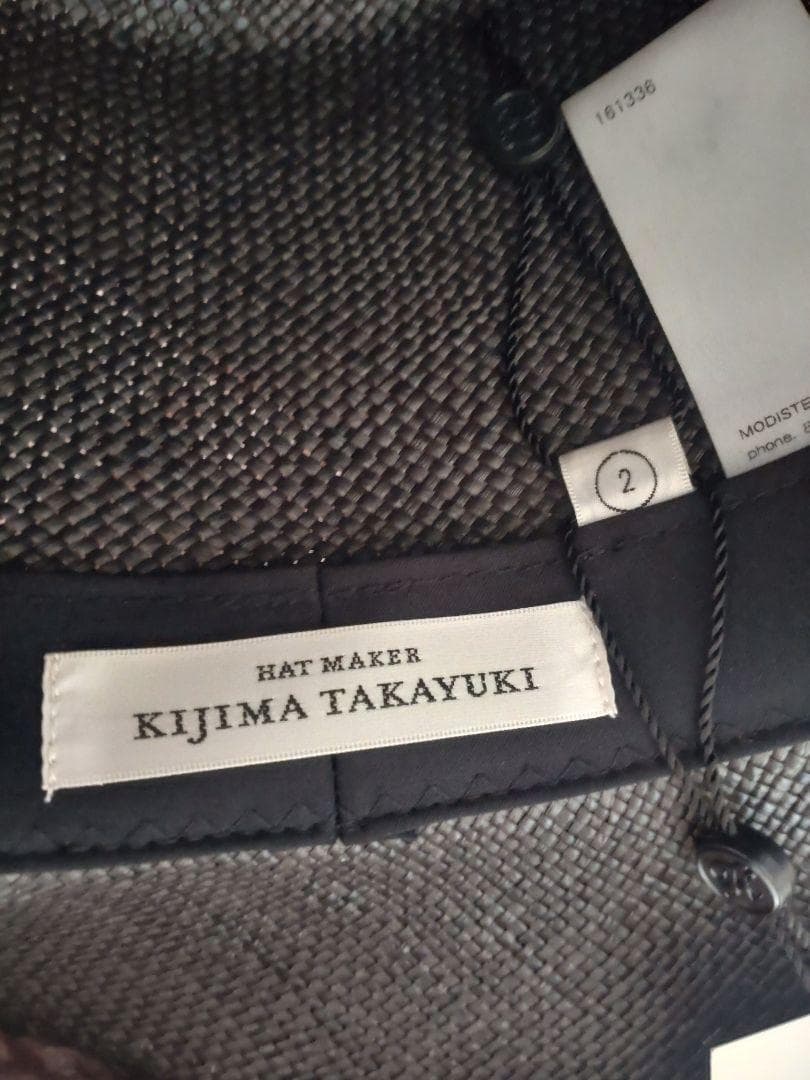 161336
MODISTE
phone.
2
HAT MAKER
KIJIMA TAKAYUKI